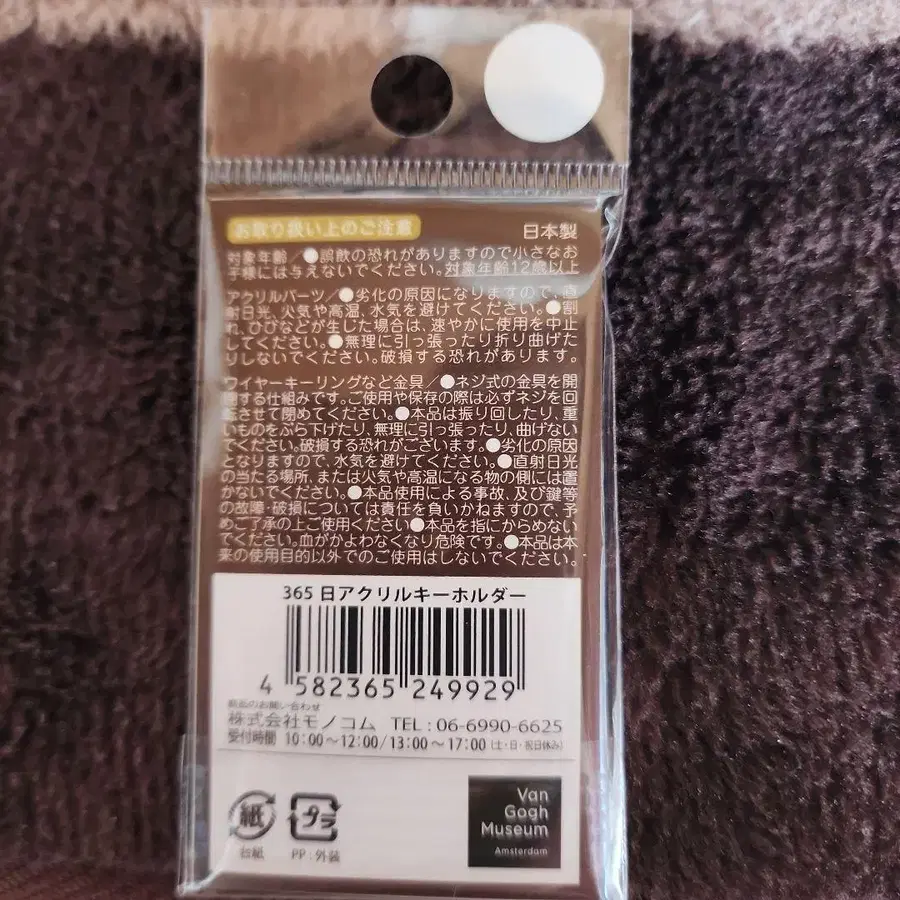 お取り扱い上のご注意
日本製
対象年齢／●誤飲の恐れがありますので小さなお
子様には与えないでください。対象年齢12歳以上
アクリルパーツ／●劣化の原因になりますので、直
射日光、火気や高温、水気を避けてください。●割
れ、ひびなどが生じた場合は、速やかに使用を中止
してください。●無理に引っ張ったり折り曲げた
りしないでください。破損する恐れがあります。
ワイヤーキーリングなど金具／●ネジ式の金具を開
閉する仕組みです。ご使用や保存の際は必ずネジを回
転させて閉めてください。●本品は振り回したり、重
いものをぶら下げたり、無理に引っ張ったり、曲げない
でください。破損する恐れがございます。●劣化の原因
となりますので、水気を避けてください。●直射日光
の当たる場所、または火気や高温になる物の側には置
かないでください。●本品使用による事故、及び鍵等
の故障・破損については責任を負いかねますので、予
めご了承の上ご使用ください●本品を指にからめない
でください。血がかよわなくなり危険です。●本品は本
来の使用目的以外でのご使用はしないでください。
365日アクリルキーホルダー
4 582365 249929
商品のお問い合わせ
株式会社モノコム TEL：06-6990-6625
受付時間 10：00～12：00/13：00～17：00（土・日・祝日休み）
紙
台紙
プラ
PP：外装
Van
Gogh
Museum
Amsterdam